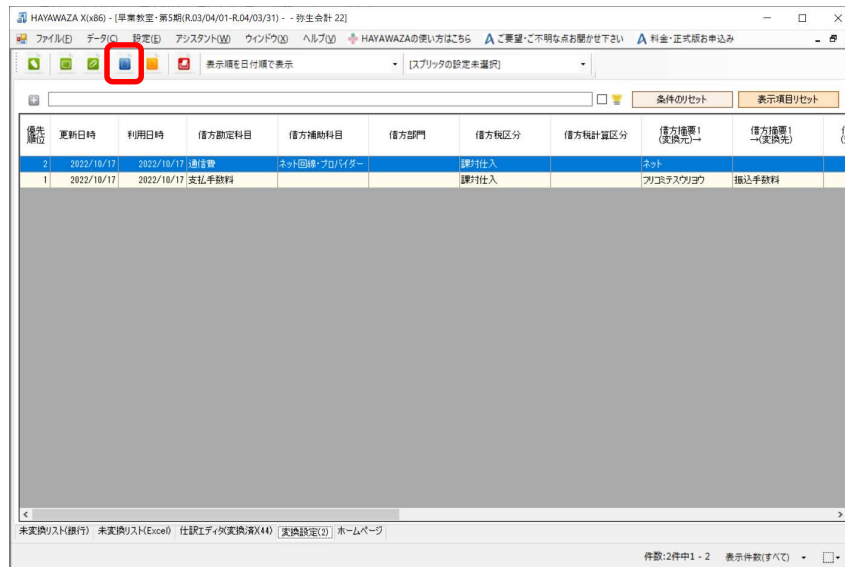 HAYAWAZA X(x86) - [早業教室・第5期(R.03/04/01-R.04/03/31) - - 弥生会計 22]
ファイル(F) データ(C) 設定(E) アシスタント(W) ウィンドウ(X) ヘルプ(V) HAYAWAZAの使い方はこちら ご要望・ご不明な点お聞かせ下さい 料金・正式版お申込み
表示順を日付順で表示 [スプリッタの設定未選択]
条件のリセット 表示項目リセット
優先順位 更新日時 利用日時 借方勘定科目 借方補助科目 借方部門 借方税区分 借方税計算区分 借方摘要1(変換元)→ 借方摘要1→(変換先)
2 2022/10/17 2022/10/17 通信費 ネット回線・プロバイダー 課対仕入 ネット
1 2022/10/17 2022/10/17 支払手数料 課対仕入 フリコミテスウリヨウ 振込手数料
未変換リスト(銀行) 未変換リスト(Excel) 仕訳エディタ(変換済)(44) 変換設定(2) ホームページ
件数:2件中1 - 2 表示件数(すべて)